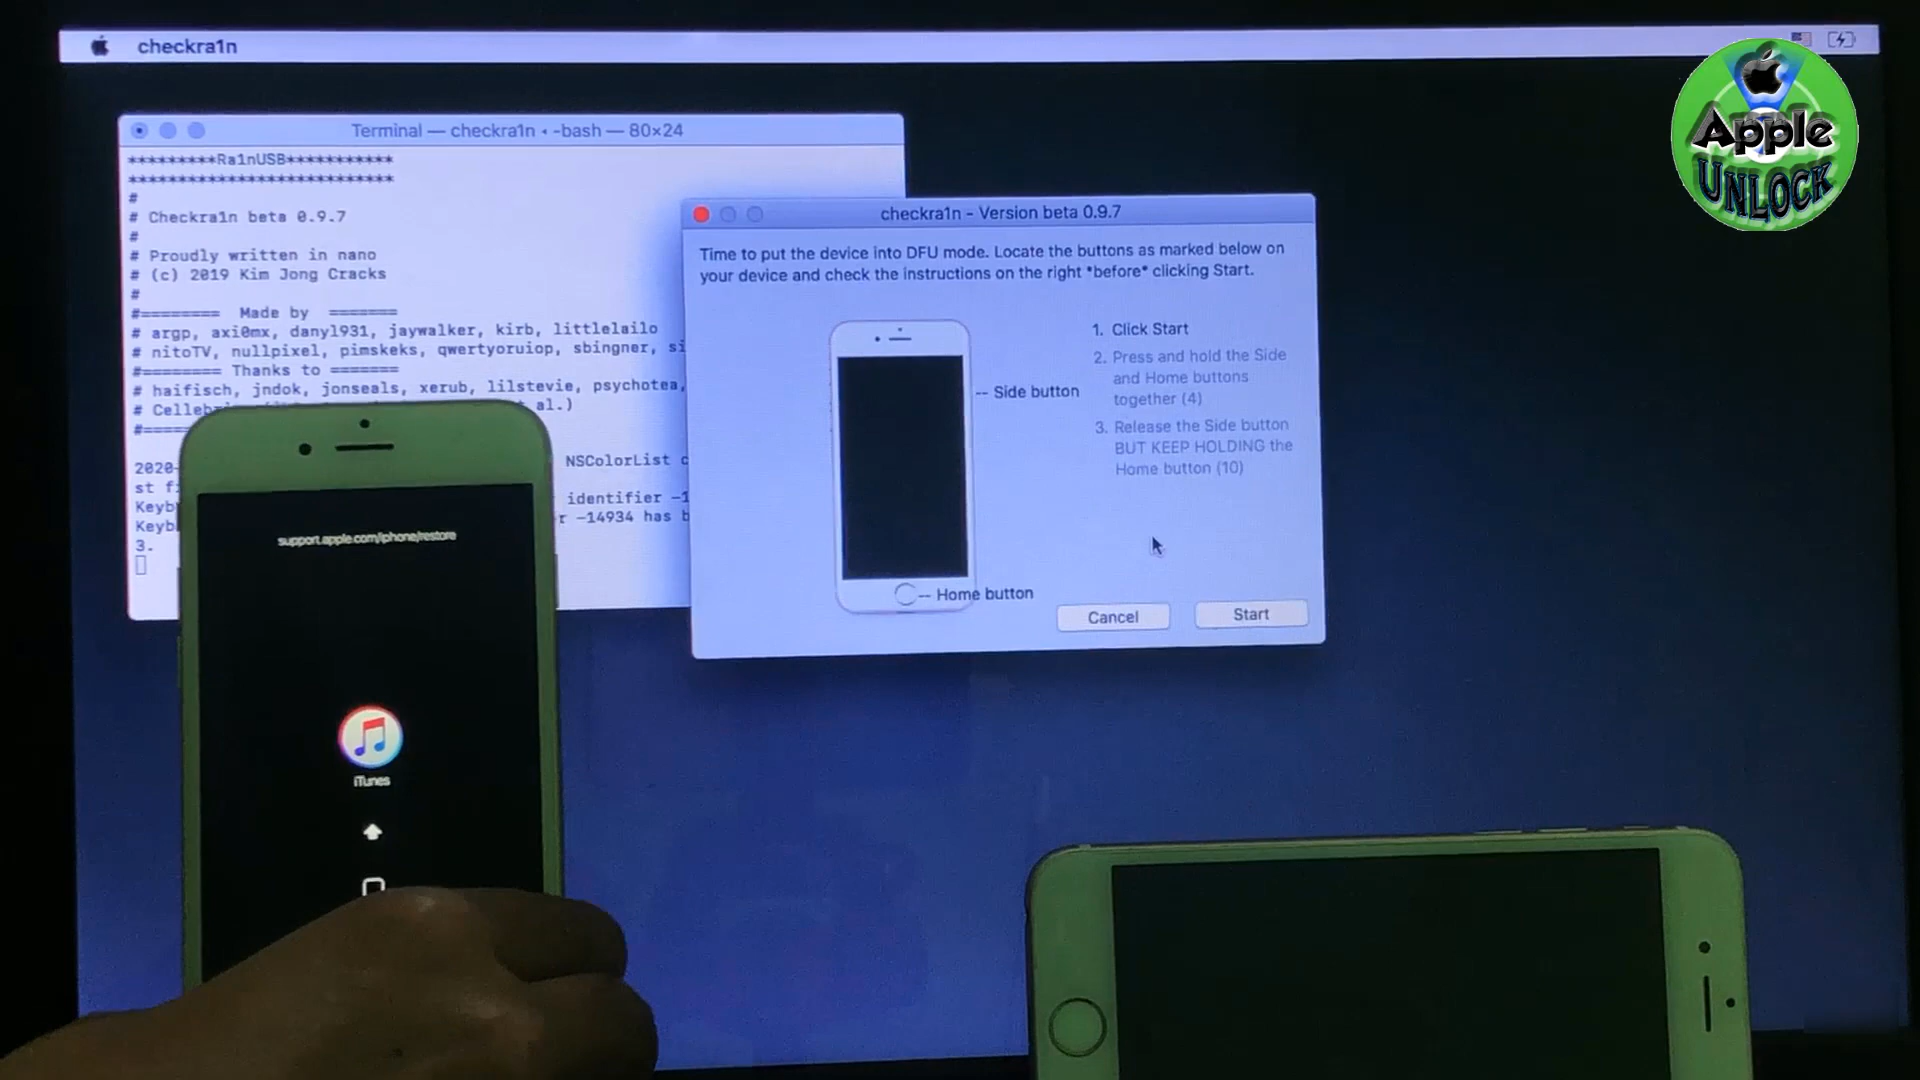 checkra1n
Apple
UNLOCK
Terminal — checkra1n ◂ -bash — 80×24
*********Ra1nUSB***********
***************************
#
# Checkra1n beta 0.9.7
#
# Proudly written in nano
# (c) 2019 Kim Jong Cracks
#
#======== Made by =======
# argp, axi0mx, danyl931, jaywalker, kirb, littlelailo
# nitoTV, nullpixel, pimskeks, qwertyoruiop, sbingner, si
#======== Thanks to =======
# haifisch, jndok, jonseals, xerub, lilstevie, psychotea,
# al.)
NSColorList
st
identifier
has
3.
checkra1n - Version beta 0.9.7
Time to put the device into DFU mode. Locate the buttons as marked below on
your device and check the instructions on the right *before* clicking Start.
-- Side button
-- Home button
1. Click Start
2. Press and hold the Side
and Home buttons
together (4)
3. Release the Side button
BUT KEEP HOLDING the
Home button (10)
Cancel
Start
support.apple.com/iphone/restore
iTunes